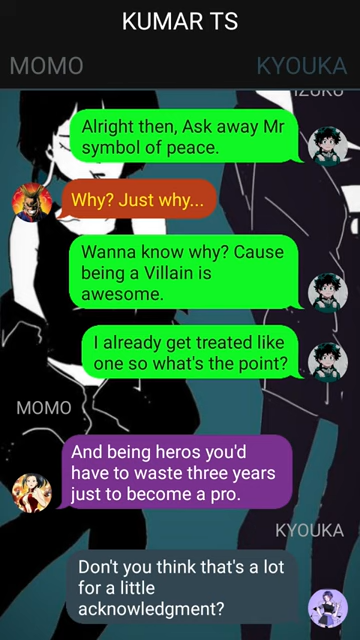 KUMAR TS
MOMO
KYOUKA
IZUKU
Alright then, Ask away Mr
symbol of peace.
Why? Just why...
Wanna know why? Cause
being a Villain is
awesome.
I already get treated like
one so what's the point?
MOMO
And being heros you'd
have to waste three years
just to become a pro.
KYOUKA
Don't you think that's a lot
for a little
acknowledgment?